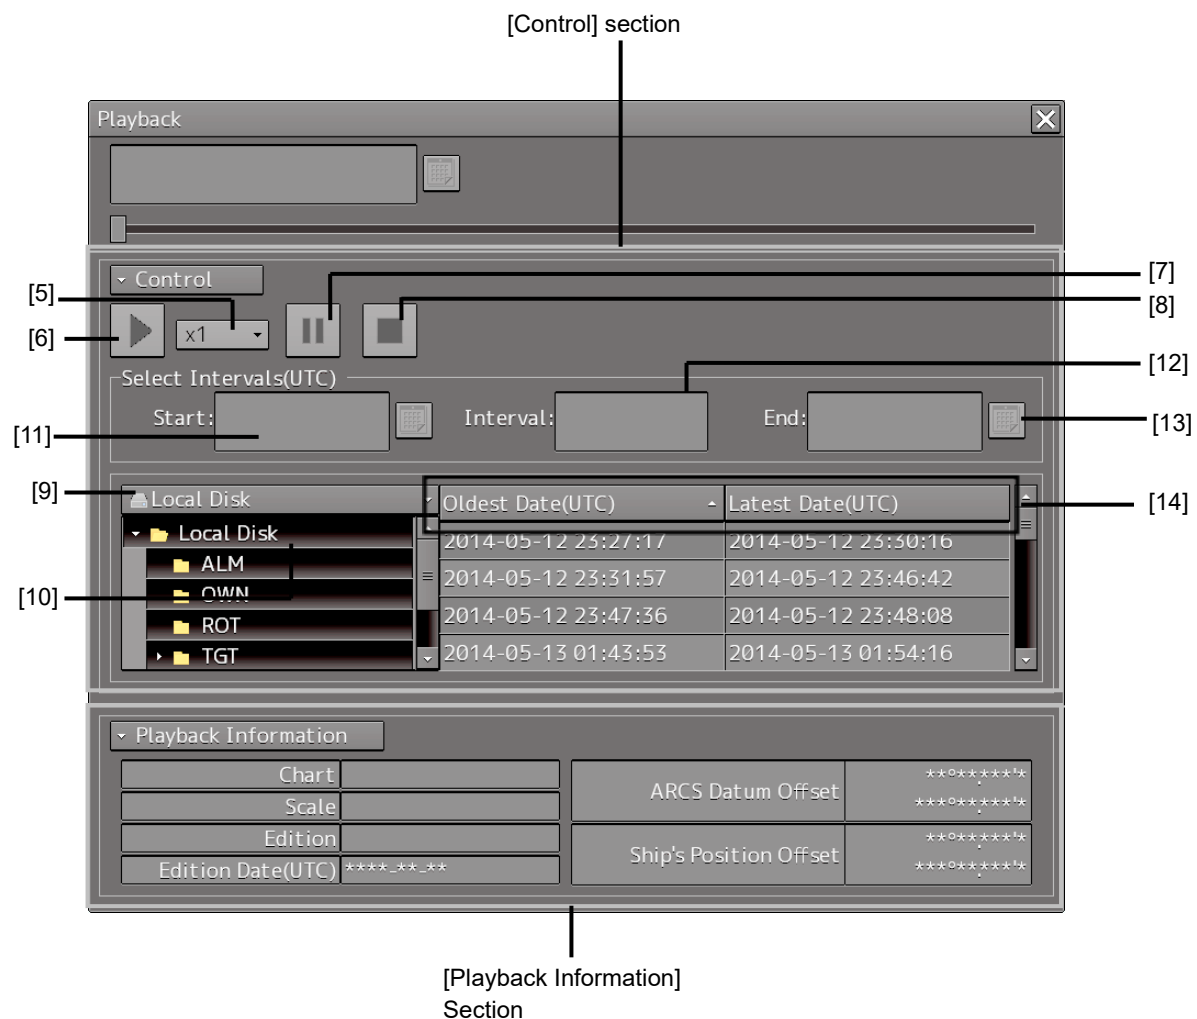 [Control] section
Playback
Control
[7]
[5]
[8]
[6]
x1
[12]
Select Intervals(UTC)
Start:
Interval:
End:
[11]
[13]
[9]
Local Disk
Oldest Date(UTC)
Latest Date(UTC)
[14]
Local Disk
2014-05-12 23:27:17
2014-05-12 23:30:16
ALM
2014-05-12 23:31:57
2014-05-12 23:46:42
[10]
OWN
2014-05-12 23:47:36
2014-05-12 23:48:08
ROT
TGT
2014-05-13 01:43:53
2014-05-13 01:54:16
Playback Information
Chart
ARCS Datum Offset
**°**.***'*
***°**.***'*
Scale
Edition
Ship's Position Offset
**°**.***'*
***°**.***'*
Edition Date(UTC)
****-**-**
[Playback Information]
Section